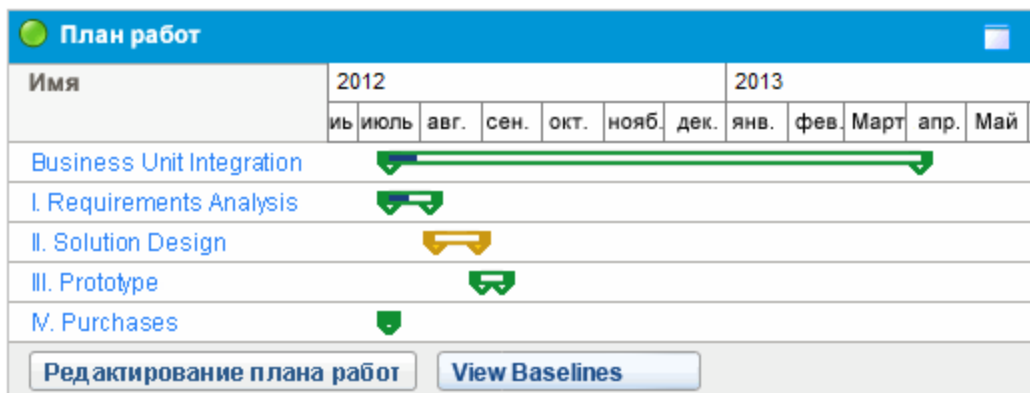 План работ
Имя 2012 2013
иь июль авг. сен. окт. нояб. дек. янв. фев. Март апр. Май
Business Unit Integration
I. Requirements Analysis
II. Solution Design
III. Prototype
IV. Purchases
Редактирование плана работ View Baselines